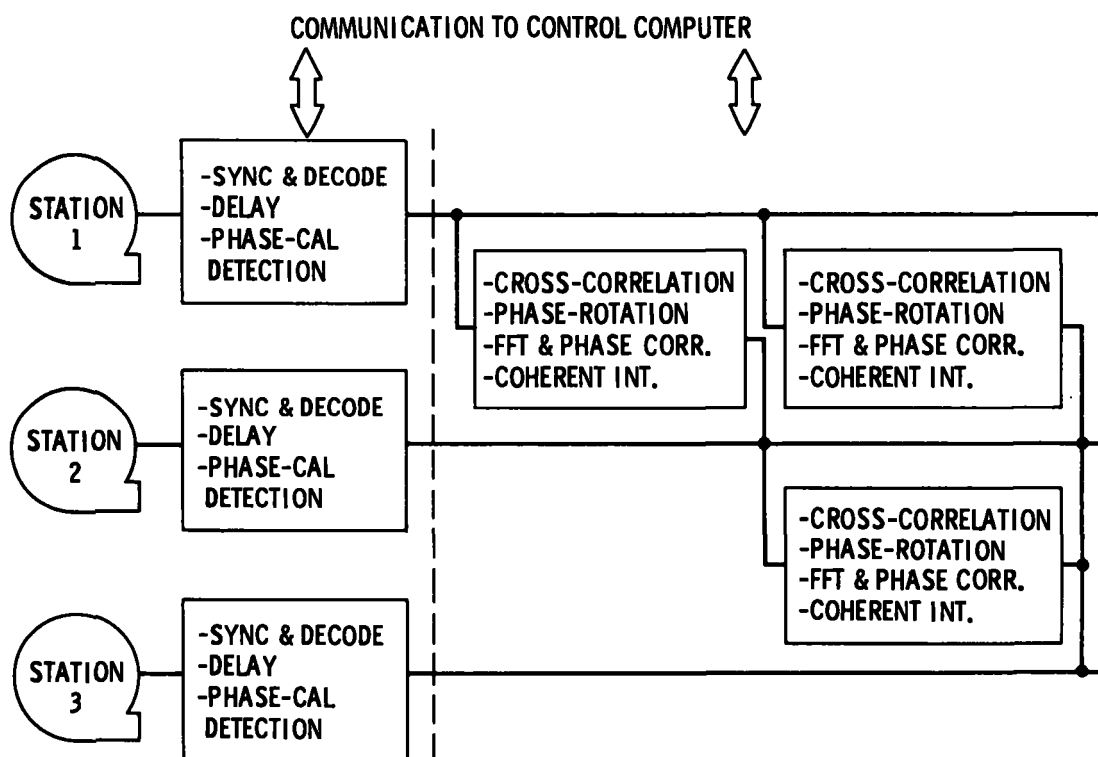 COMMUNICATION TO CONTROL COMPUTER
STATION
1
-SYNC & DECODE
-DELAY
-PHASE-CAL
DETECTION
-CROSS-CORRELATION
-PHASE-ROTATION
-FFT & PHASE CORR.
-COHERENT INT.
-CROSS-CORRELATION
-PHASE-ROTATION
-FFT & PHASE CORR.
-COHERENT INT.
STATION
2
-SYNC & DECODE
-DELAY
-PHASE-CAL
DETECTION
-CROSS-CORRELATION
-PHASE-ROTATION
-FFT & PHASE CORR.
-COHERENT INT.
STATION
3
-SYNC & DECODE
-DELAY
-PHASE-CAL
DETECTION